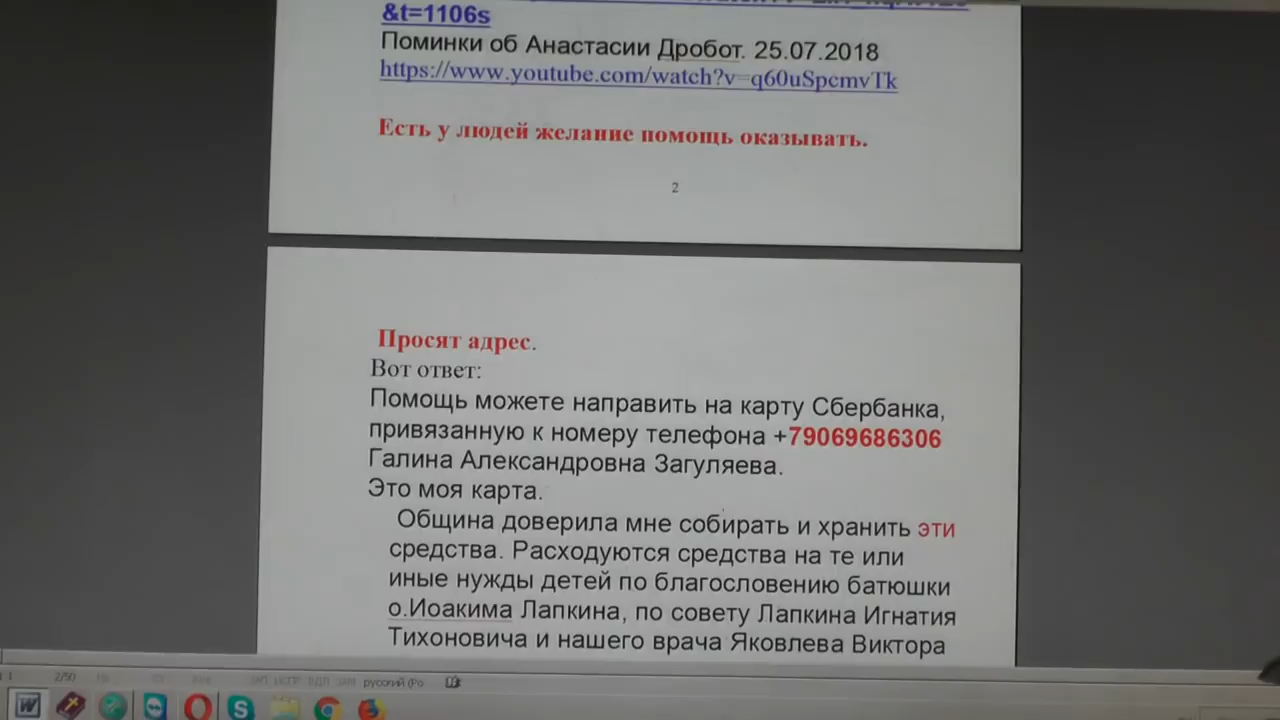 &t=1106s
Поминки об Анастасии Дробот. 25.07.2018
https://www.youtube.com/watch?v=q60uSpcmvTk
Есть у людей желание помощь оказывать.
2
Просят адрес.
Вот ответ:
Помощь можете направить на карту Сбербанка,
привязанную к номеру телефона +79069686306
Галина Александровна Загуляева.
Это моя карта.
Община доверила мне собирать и хранить эти
средства. Расходуются средства на те или
иные нужды детей по благословению батюшки
о.Иоакима Лапкина, по совету Лапкина Игнатия
Тихоновича и нашего врача Яковлева Виктора
2/50
русский (Ро